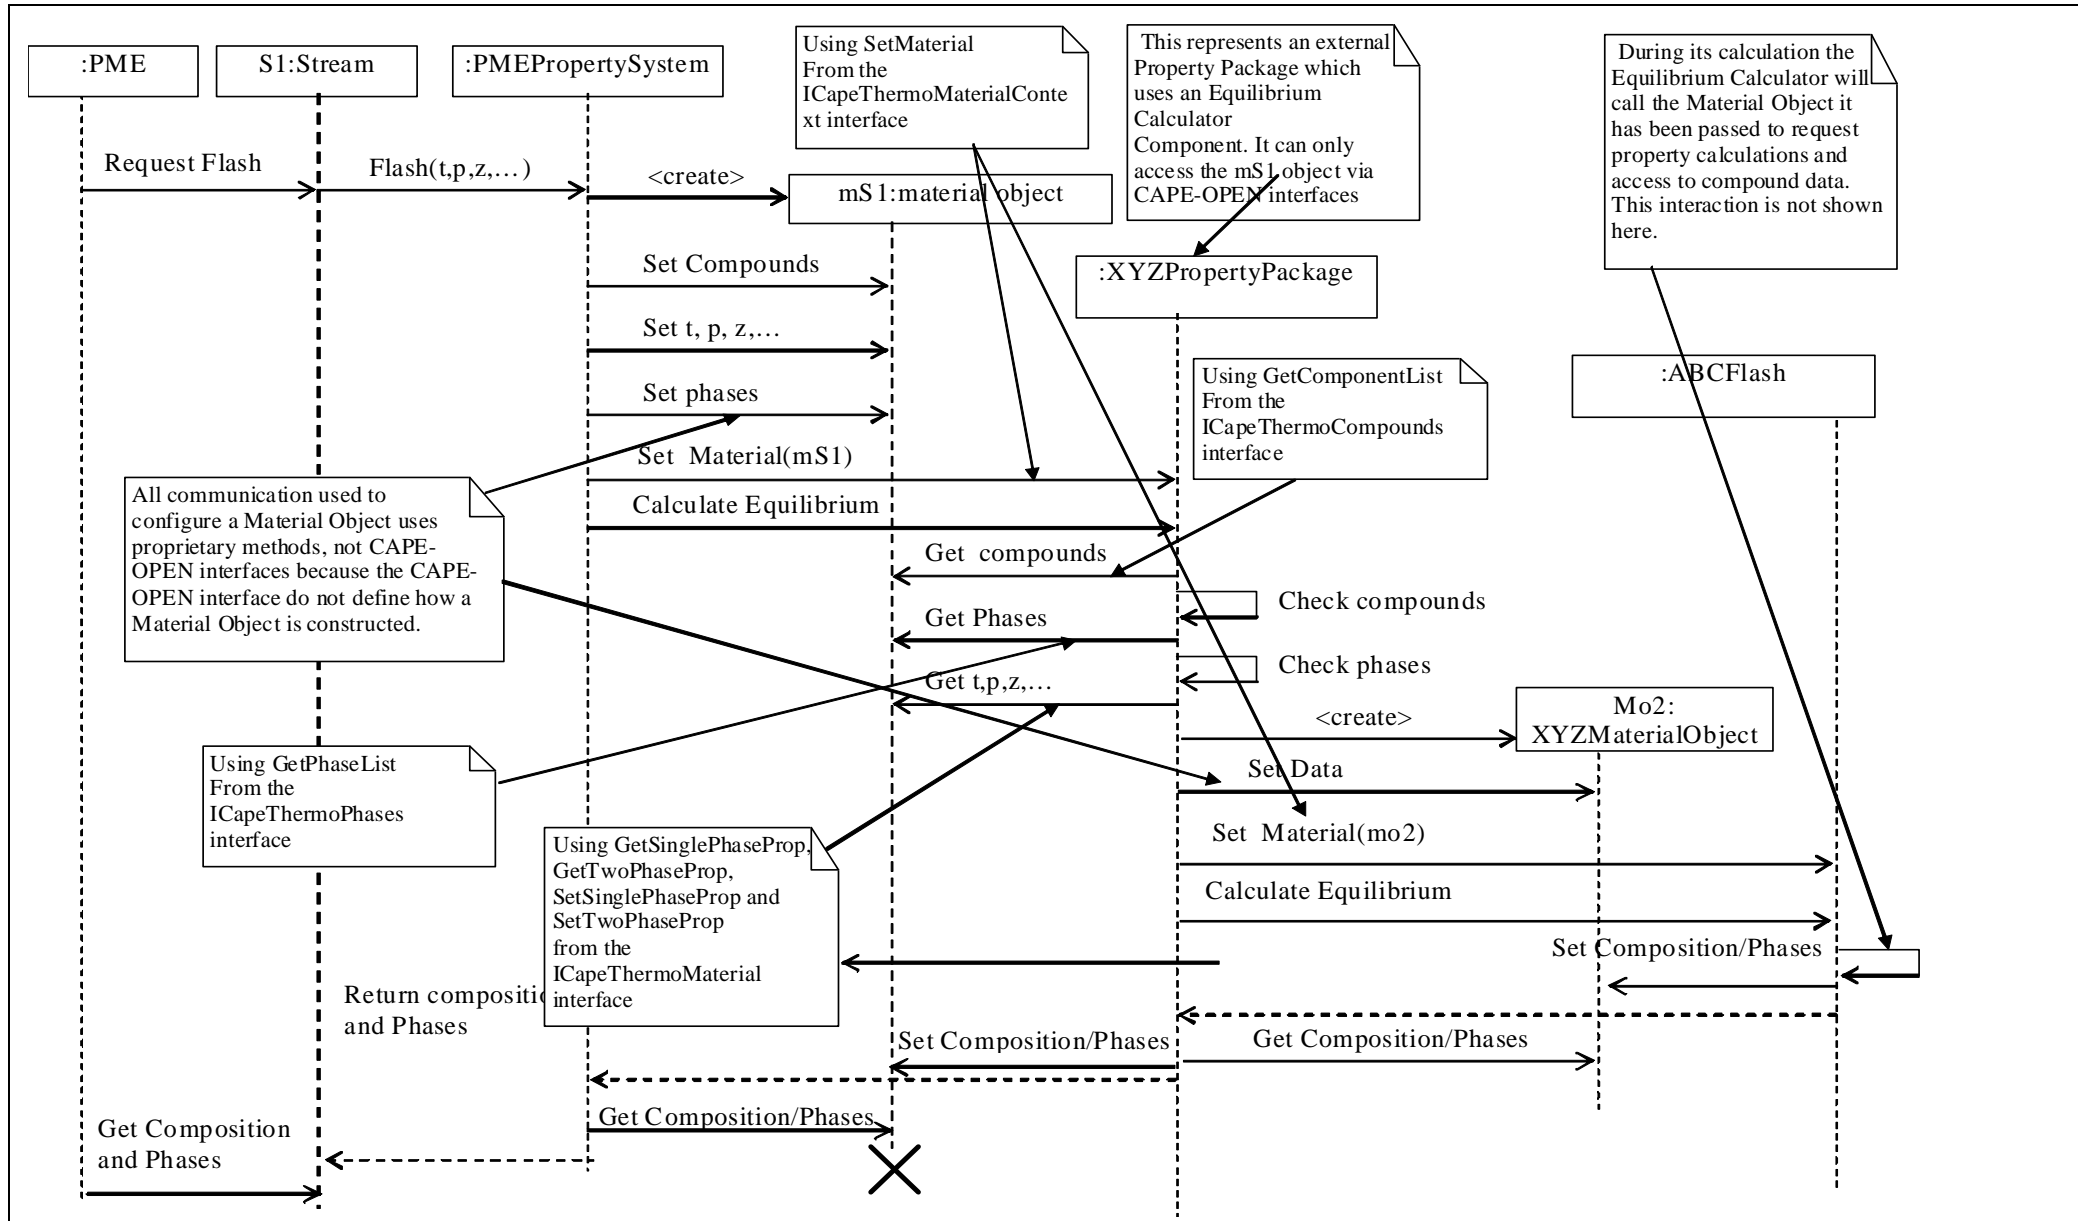 :PME
S1:Stream
:PMEPropertySystem
Using SetMaterial
From the
ICapeThermoMaterialConte
xt interface
This represents an external
Property Package which
uses an Equilibrium
Calculator
Component. It can only
access the mS1 object via
CAPE-OPEN interfaces
During its calculation the
Equilibrium Calculator will
call the Material Object it
has been passed to request
property calculations and
access to compound data.
This interaction is not shown
here.
Request Flash
Flash(t,p,z,…)
<create>
mS1:material object
Set Compounds
:XYZPropertyPackage
Set t, p, z,…
:ABCFlash
Set phases
Using GetComponentList
From the
ICapeThermoCompounds
interface
Set Material(mS1)
Calculate Equilibrium
All communication used to
configure a Material Object uses
proprietary methods, not CAPE-
OPEN interfaces because the CAPE-
OPEN interface do not define how a
Material Object is constructed.
Get compounds
Check compounds
Get Phases
Check phases
Get t,p,z,…
<create>
Mo2:
XYZMaterialObject
Using GetPhaseList
From the
ICapeThermoPhases
interface
Set Data
Set Material(mo2)
Using GetSinglePhaseProp,
GetTwoPhaseProp,
SetSinglePhaseProp and
SetTwoPhaseProp
from the
ICapeThermoMaterial
interface
Calculate Equilibrium
Set Composition/Phases
Return compositio
and Phases
Set Composition/Phases
Get Composition/Phases
Get Composition/Phases
Get Composition
and Phases